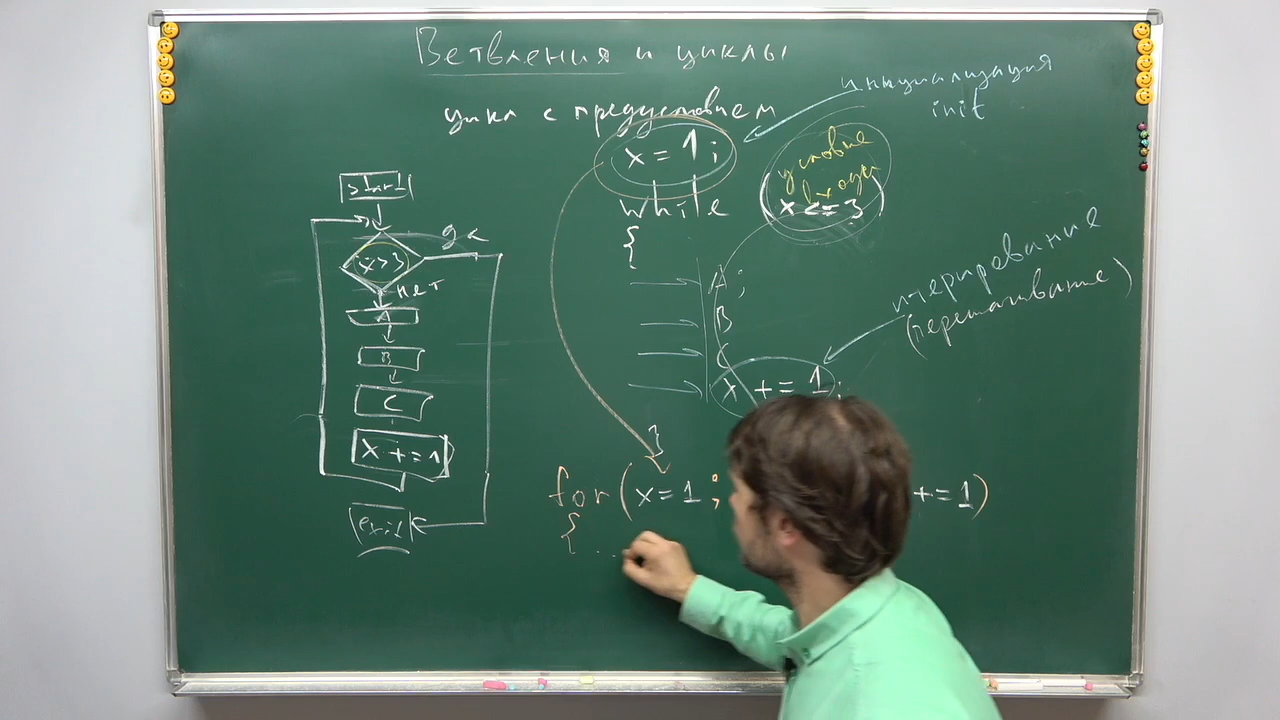 Ветвления и циклы
цикл с предусловием
инициализация
init
x = 1;
условие
входа
while (x <= 3)
{
A;
B
C
x += 1;
}
итерирование
(перешагивание)
start
x>3
да
нет
A
B
C
x += 1
exit
for (x=1; += 1)
{ ...